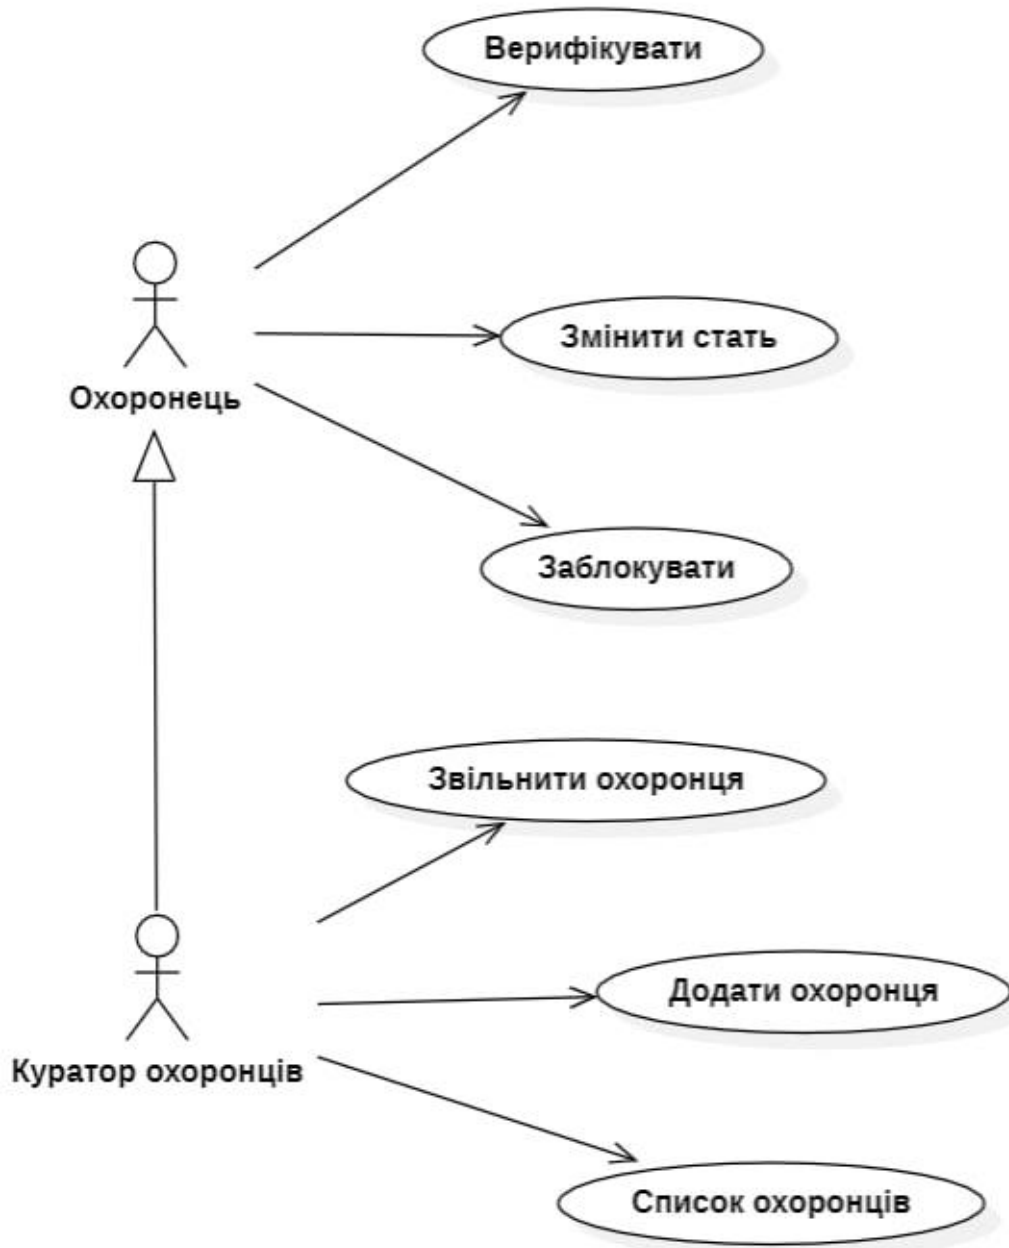 Верифікувати
Змінити стать
Охоронець
Заблокувати
Звільнити охоронця
Додати охоронця
Куратор охоронців
Список охоронців